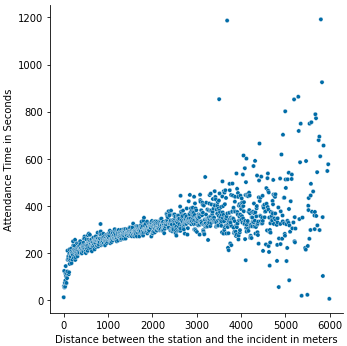 1200
1000
800
600
400
200
0
Attendance Time in Seconds
0 1000 2000 3000 4000 5000 6000
Distance between the station and the incident in meters